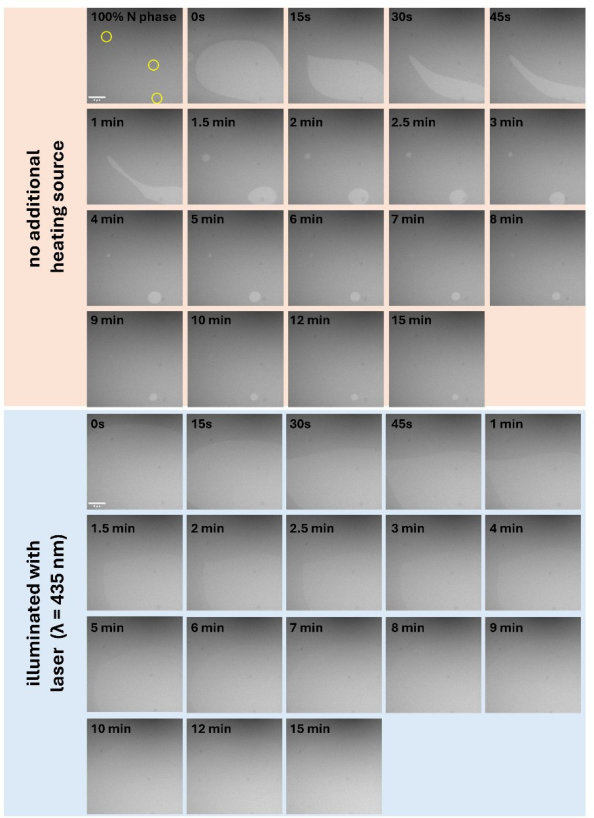 no additional
heating source
100% N phase
0s
15s
30s
45s
1 min
1.5 min
2 min
2.5 min
3 min
4 min
5 min
6 min
7 min
8 min
9 min
10 min
12 min
15 min
illuminated with
laser (λ = 435 nm)
0s
15s
30s
45s
1 min
1.5 min
2 min
2.5 min
3 min
4 min
5 min
6 min
7 min
8 min
9 min
10 min
12 min
15 min